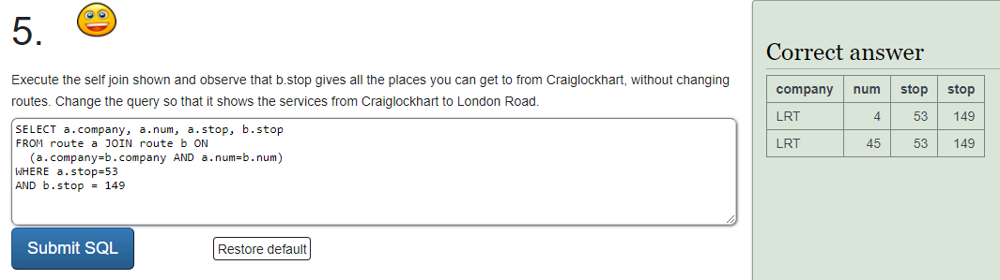 5.
Execute the self join shown and observe that b.stop gives all the places you can get to from Craiglockhart, without changing
routes. Change the query so that it shows the services from Craiglockhart to London Road.
SELECT a.company, a.num, a.stop, b.stop
FROM route a JOIN route b ON
  (a.company=b.company AND a.num=b.num)
WHERE a.stop=53
AND b.stop = 149
Submit SQL
Restore default
Correct answer
company num stop stop
LRT 4 53 149
LRT 45 53 149